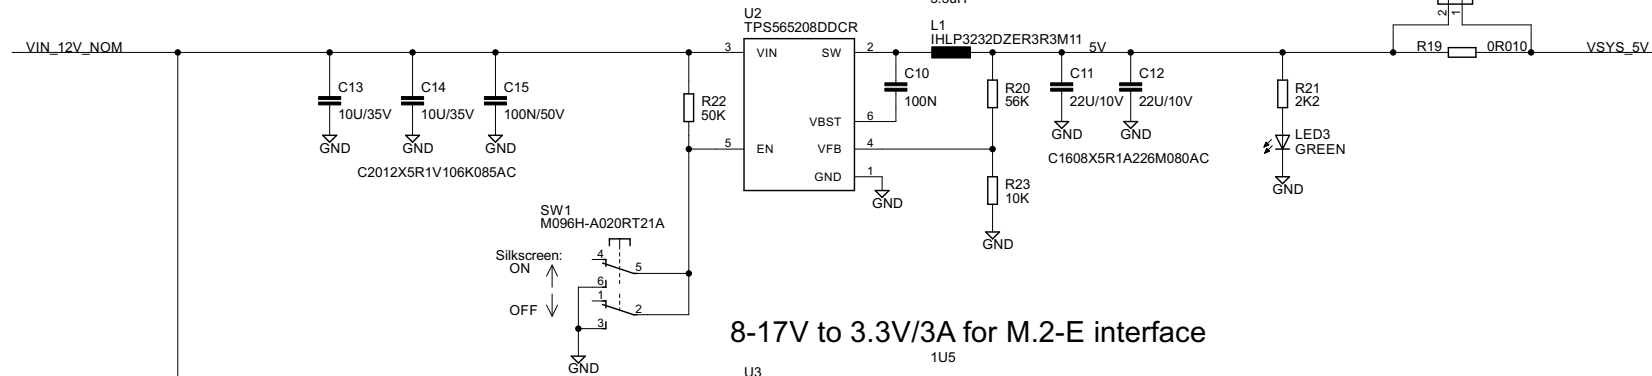 U2
TPS565208DDCR
L1
IHLP3232DZER3R3M11
2
1
VIN_12V_NOM
3
VIN
SW
2
5V
R19
0R010
VSYS_5V
C13
10U/35V
GND
C14
10U/35V
GND
C15
100N/50V
GND
C2012X5R1V106K085AC
R22
50K
C10
100N
R20
56K
C11
22U/10V
GND
C12
22U/10V
GND
C1608X5R1A226M080AC
R21
2K2
LED3
GREEN
GND
VBST
6
5
EN
VFB
4
GND
1
GND
R23
10K
GND
SW1
M096H-A020RT21A
Silkscreen:
ON
OFF
4
5
6
1
2
3
GND
8-17V to 3.3V/3A for M.2-E interface
1U5
U3